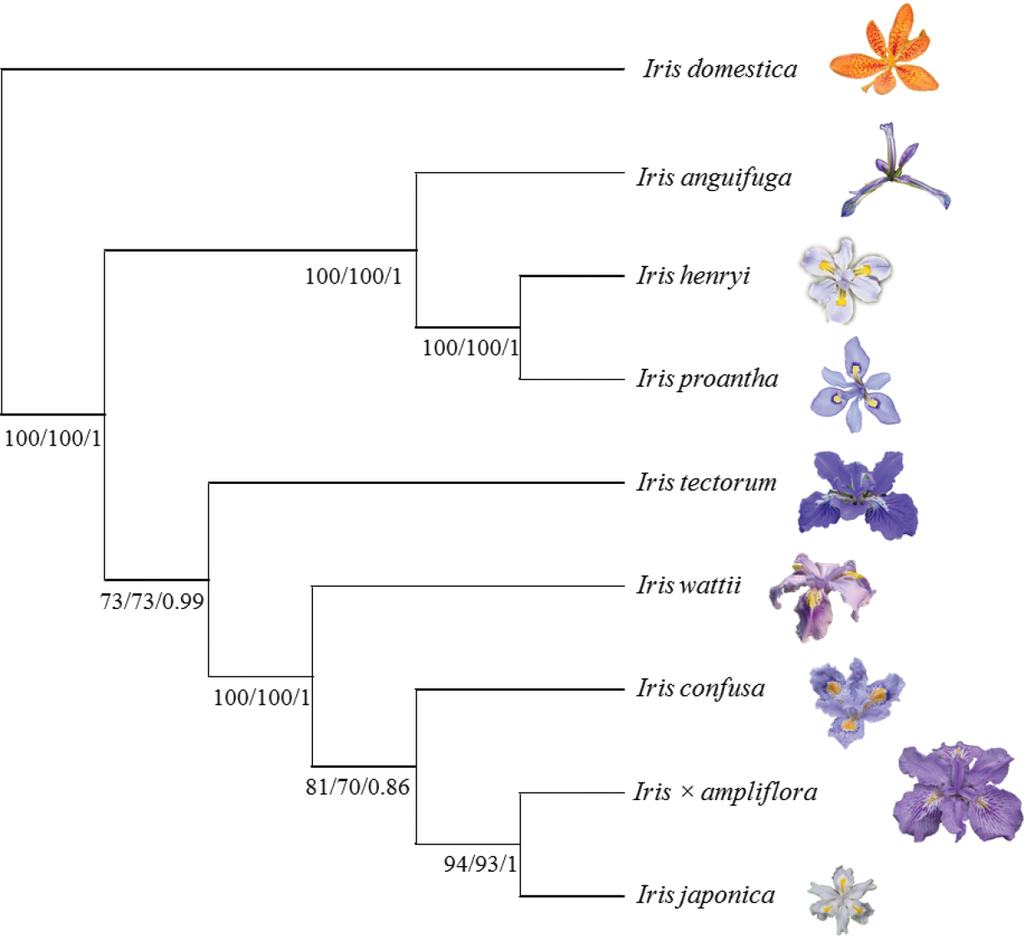 Iris domestica
Iris anguifuga
100/100/1
Iris henryi
100/100/1
Iris proantha
100/100/1
Iris tectorum
73/73/0.99
Iris wattii
100/100/1
Iris confusa
81/70/0.86
Iris × ampliflora
94/93/1
Iris japonica